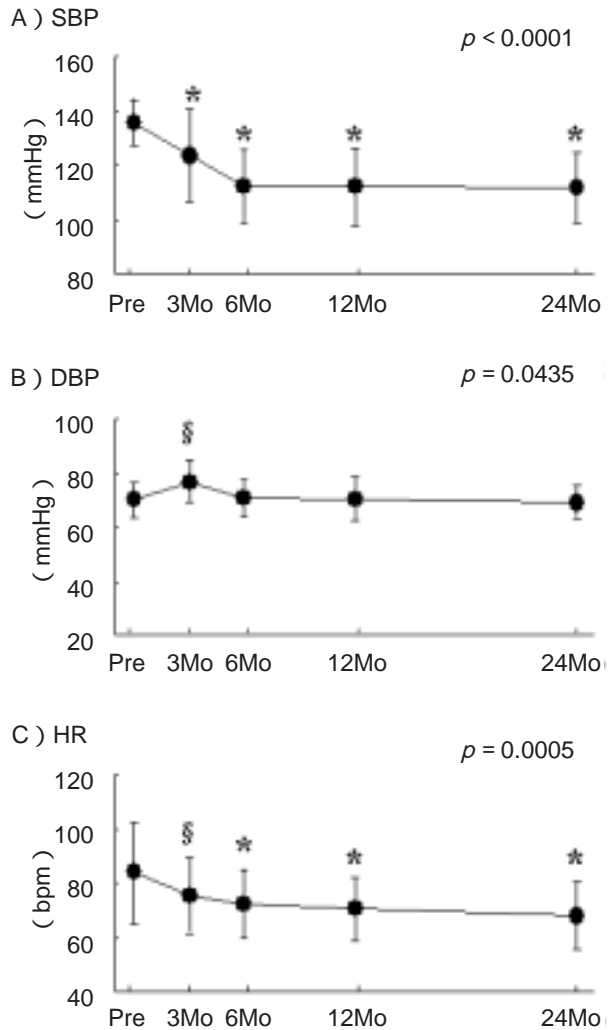 A ) SBP
p < 0.0001
160
*
140
* * *
120
( mmHg )
100
80
Pre 3Mo 6Mo 12Mo 24Mo
B ) DBP
p = 0.0435
100
§
80
( mmHg )
60
40
20
Pre 3Mo 6Mo 12Mo 24Mo
C ) HR
p = 0.0005
120
100
§ * * *
80
( bpm )
60
40
Pre 3Mo 6Mo 12Mo 24Mo